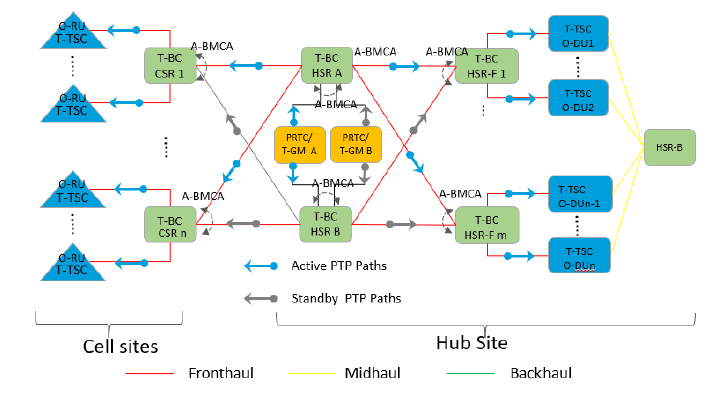 O-RU
T-TSC
A-BMCA
T-BC
CSR 1
T-BC
HSR A
A-BMCA
A-BMCA
T-BC
HSR-F 1
T-TSC
O-DU1
O-RU
T-TSC
A-BMCA
T-TSC
O-DU2
PRTC/
T-GM A
PRTC/
T-GM B
HSR-B
O-RU
T-TSC
A-BMCA
A-BMCA
A-BMCA
T-TSC
O-DUn-1
T-BC
CSR n
T-BC
HSR B
T-BC
HSR-F m
O-RU
T-TSC
T-TSC
O-DUn
Active PTP Paths
Standby PTP Paths
Cell sites
Hub Site
Fronthaul
Midhaul
Backhaul